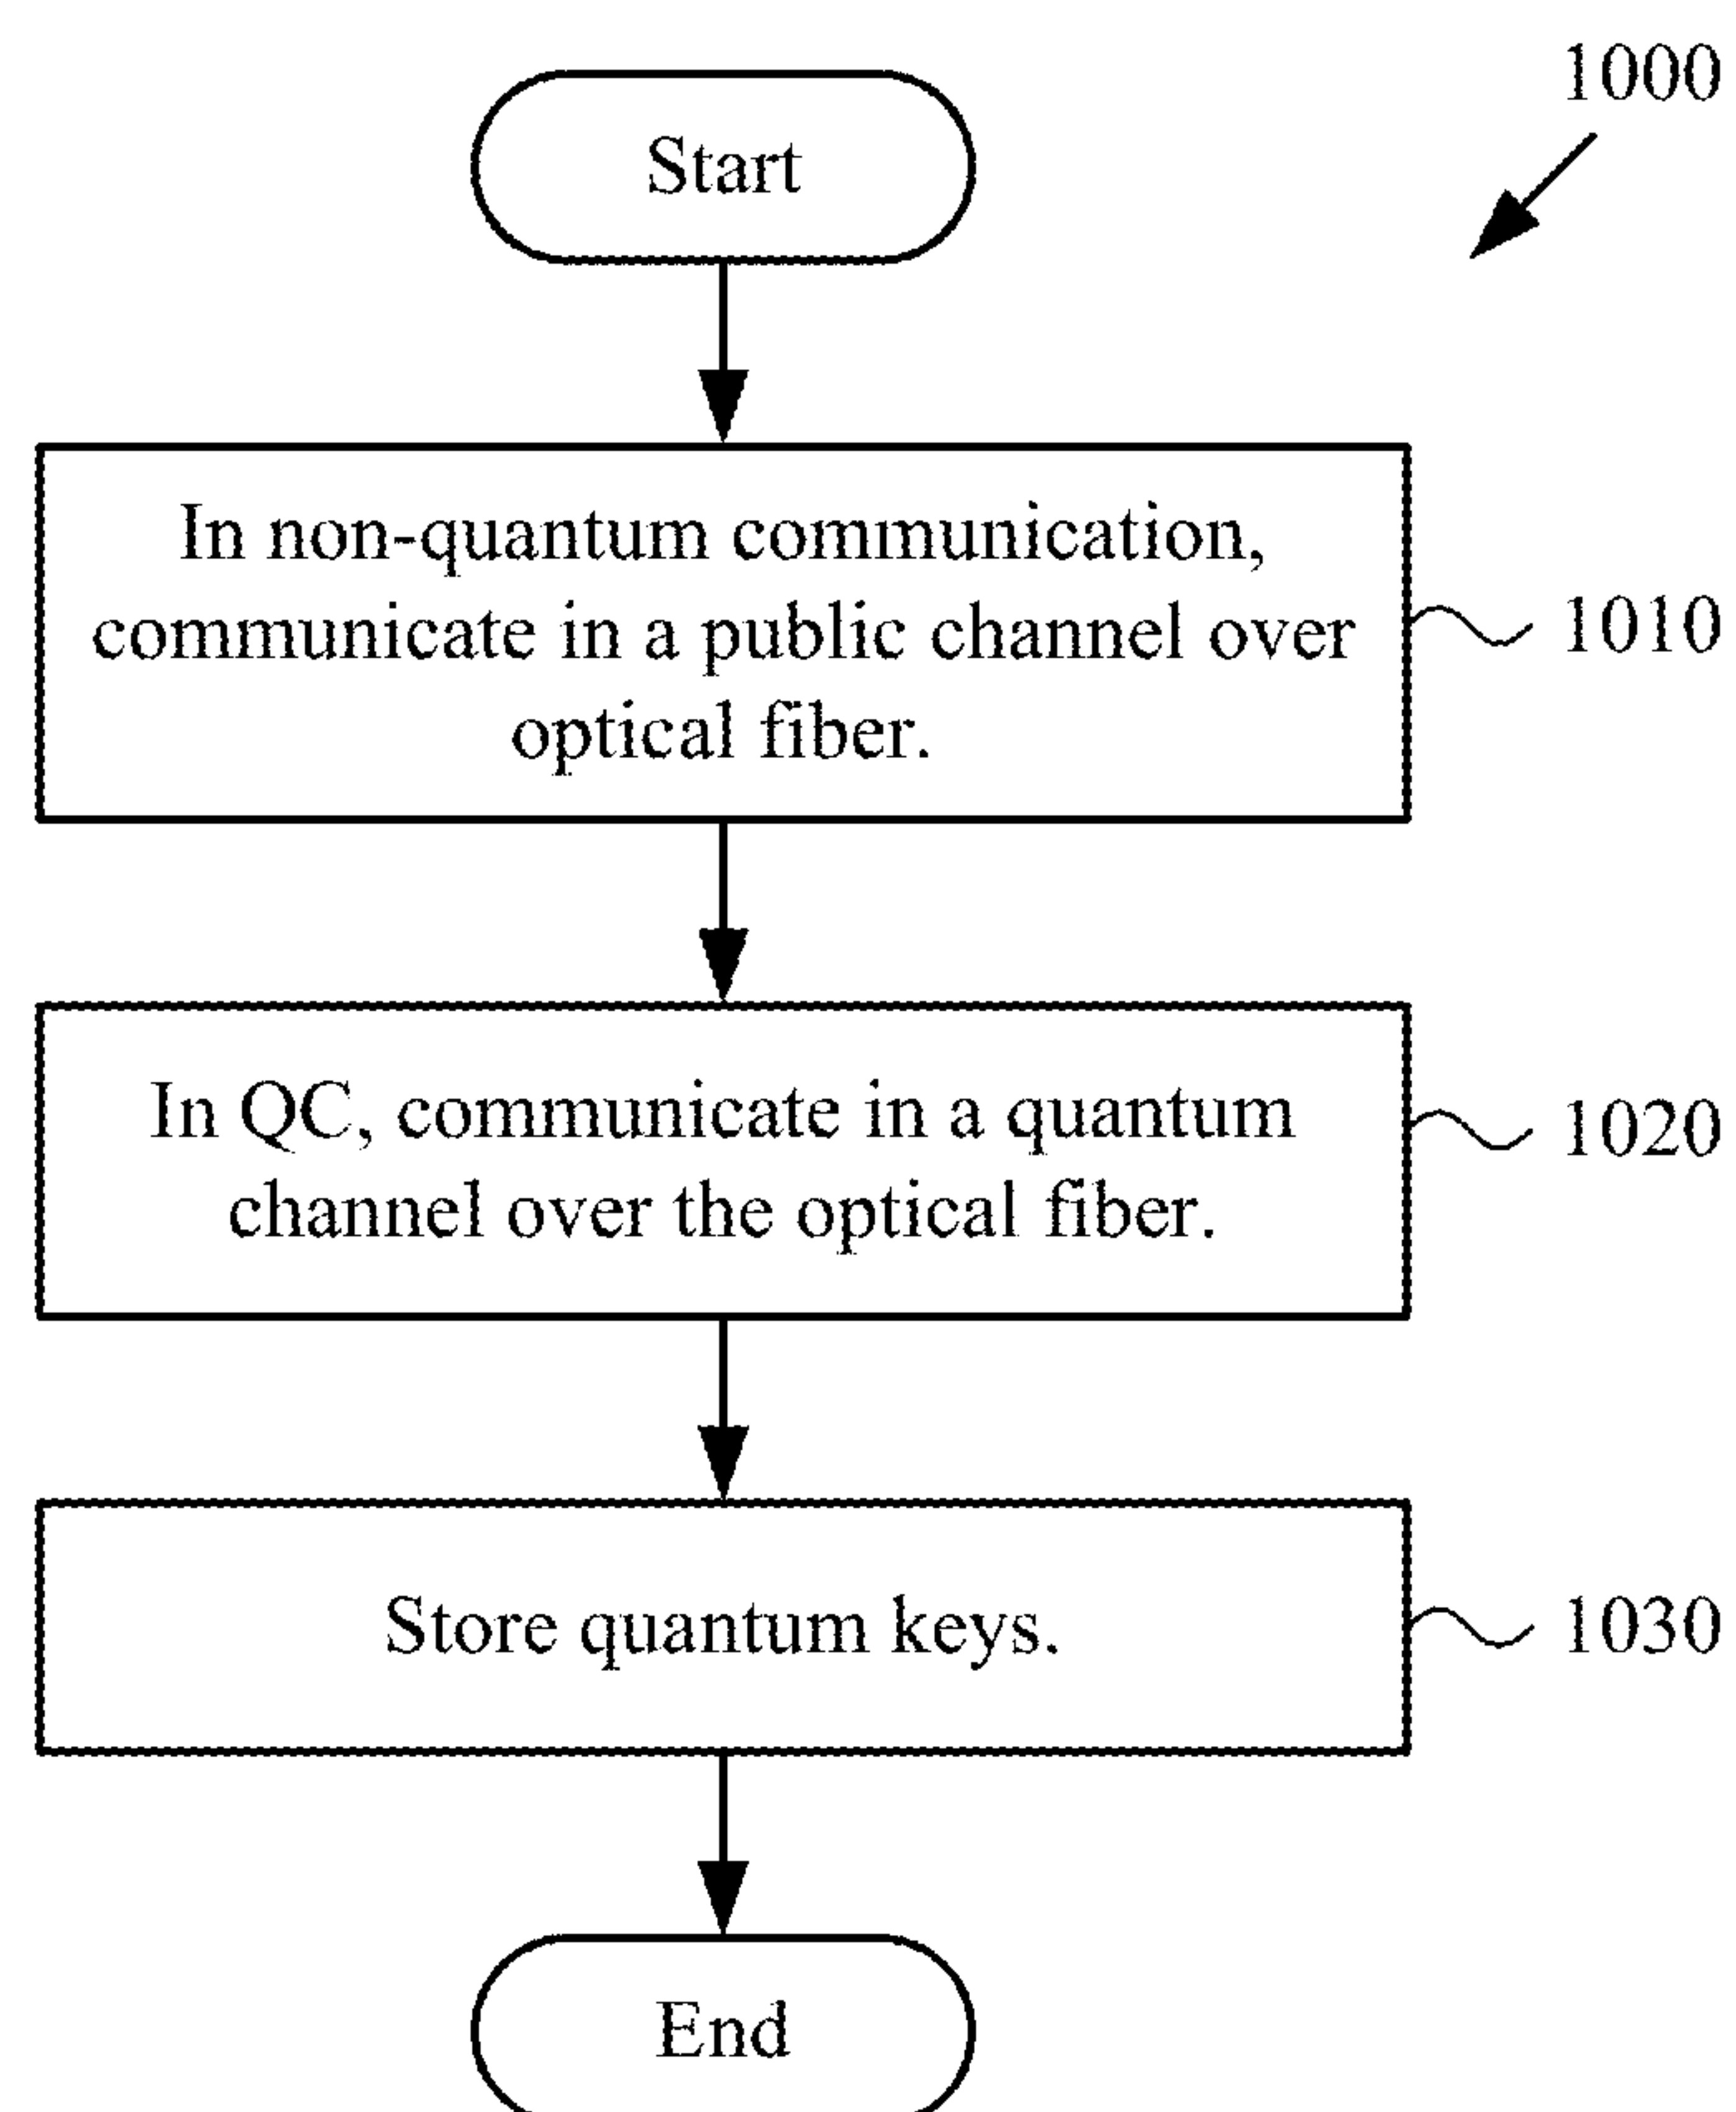 1000
Start
In non-quantum communication,
communicate in a public channel over
optical fiber.
1010
In QC, communicate in a quantum
channel over the optical fiber.
1020
Store quantum keys.
1030
End